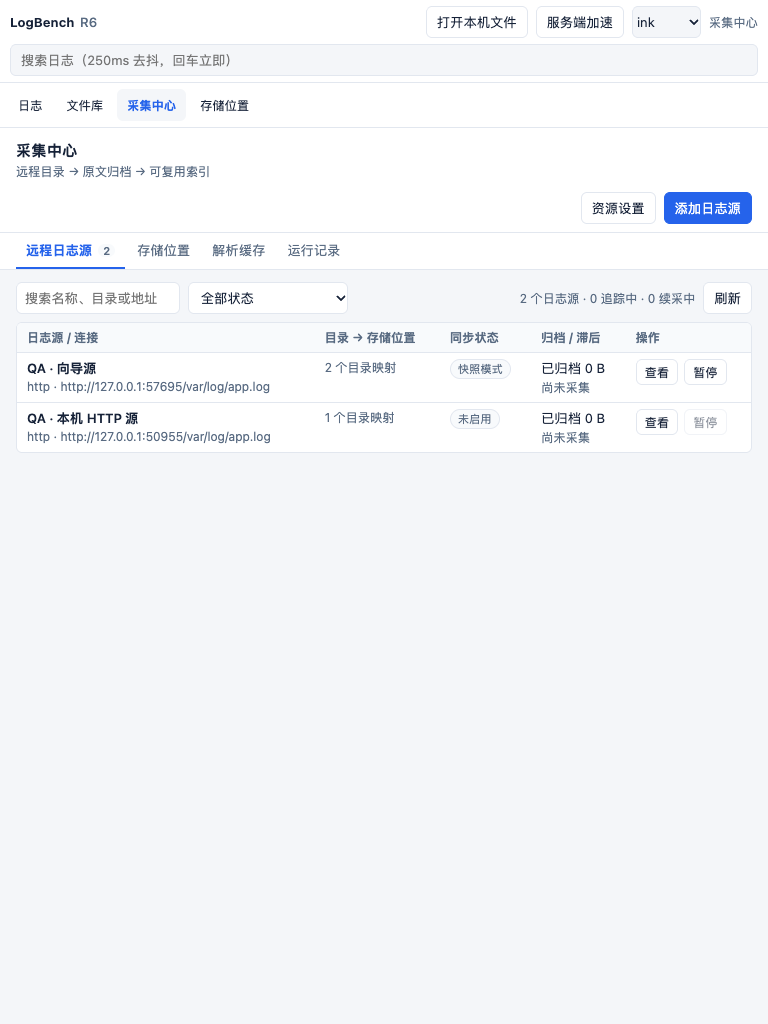 LogBench R6 打开本机文件 服务端加速 ink 采集中心
搜索日志（250ms 去抖，回车立即）
日志 文件库 采集中心 存储位置
采集中心
远程目录 → 原文归档 → 可复用索引
资源设置 添加日志源
远程日志源 2 存储位置 解析缓存 运行记录
搜索名称、目录或地址 全部状态 2 个日志源 · 0 追踪中 · 0 续采中 刷新
日志源 / 连接 目录 → 存储位置 同步状态 归档 / 滞后 操作
QA · 向导源 2 个目录映射 快照模式 已归档 0 B 查看 暂停
http · http://127.0.0.1:57695/var/log/app.log 尚未采集
QA · 本机 HTTP 源 1 个目录映射 未启用 已归档 0 B 查看 暂停
http · http://127.0.0.1:50955/var/log/app.log 尚未采集